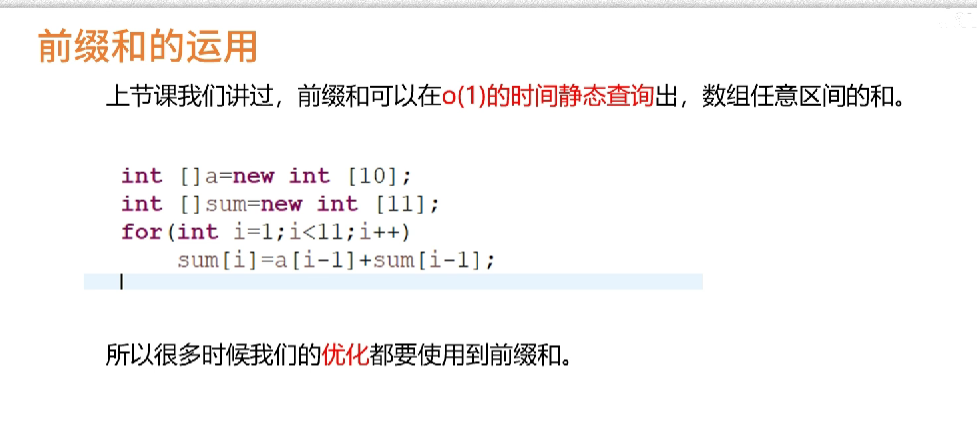 前缀和的运用
上节课我们讲过，前缀和可以在o(1)的时间静态查询出，数组任意区间的和。
int []a=new int [10];
int []sum=new int [11];
for(int i=1;i<11;i++)
sum[i]=a[i-1]+sum[i-1];
所以很多时候我们的优化都要使用到前缀和。